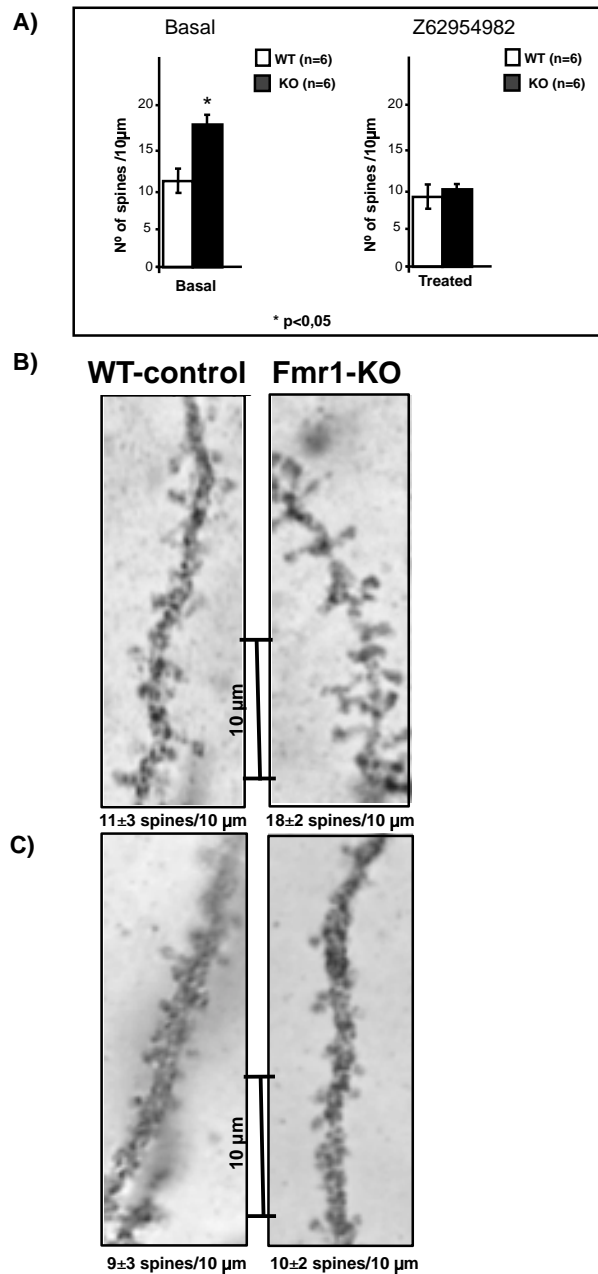 A)
Basal
WT (n=6)
KO (n=6)
Nº of spines /10µm
20
15
10
5
0
*
Basal
Z62954982
WT (n=6)
KO (n=6)
Nº of spines /10µm
20
15
10
5
0
Treated
* p<0,05
B)
WT-control Fmr1-KO
10 µm
11±3 spines/10 µm 18±2 spines/10 µm
C)
10 µm
9±3 spines/10 µm 10±2 spines/10 µm